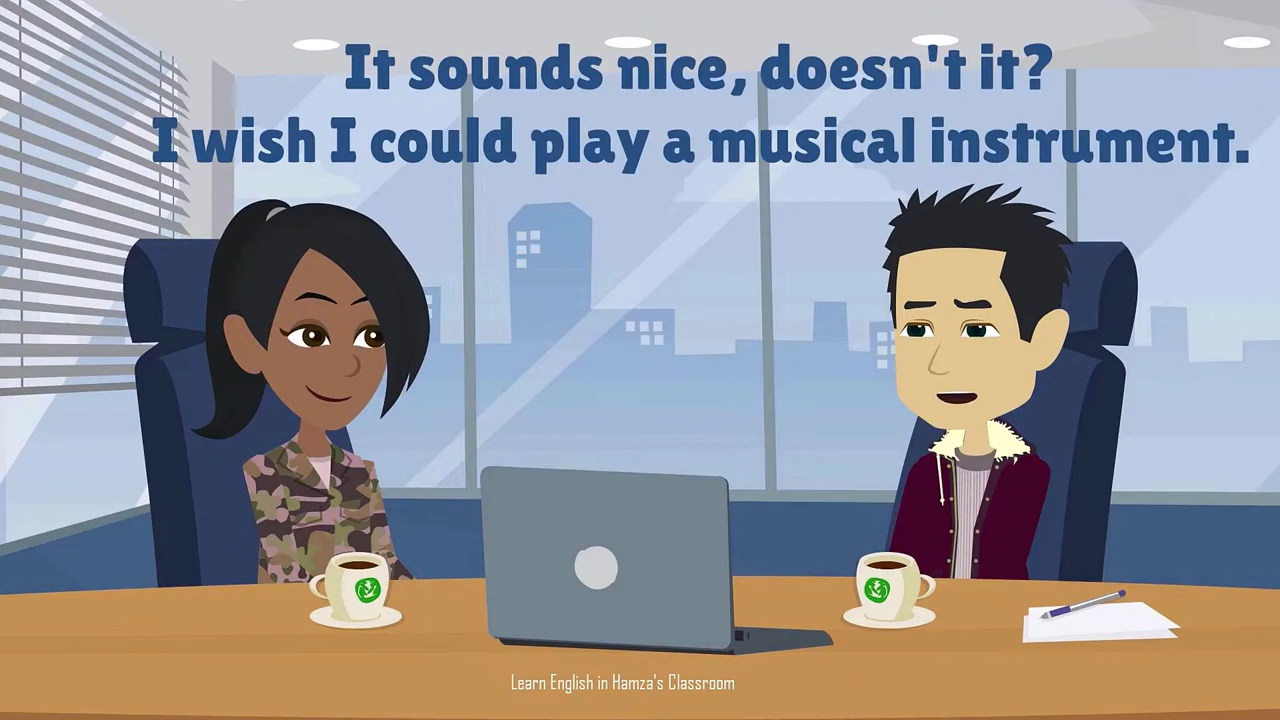 It sounds nice, doesn't it?
I wish I could play a musical instrument.
Learn English in Hamza's Classroom